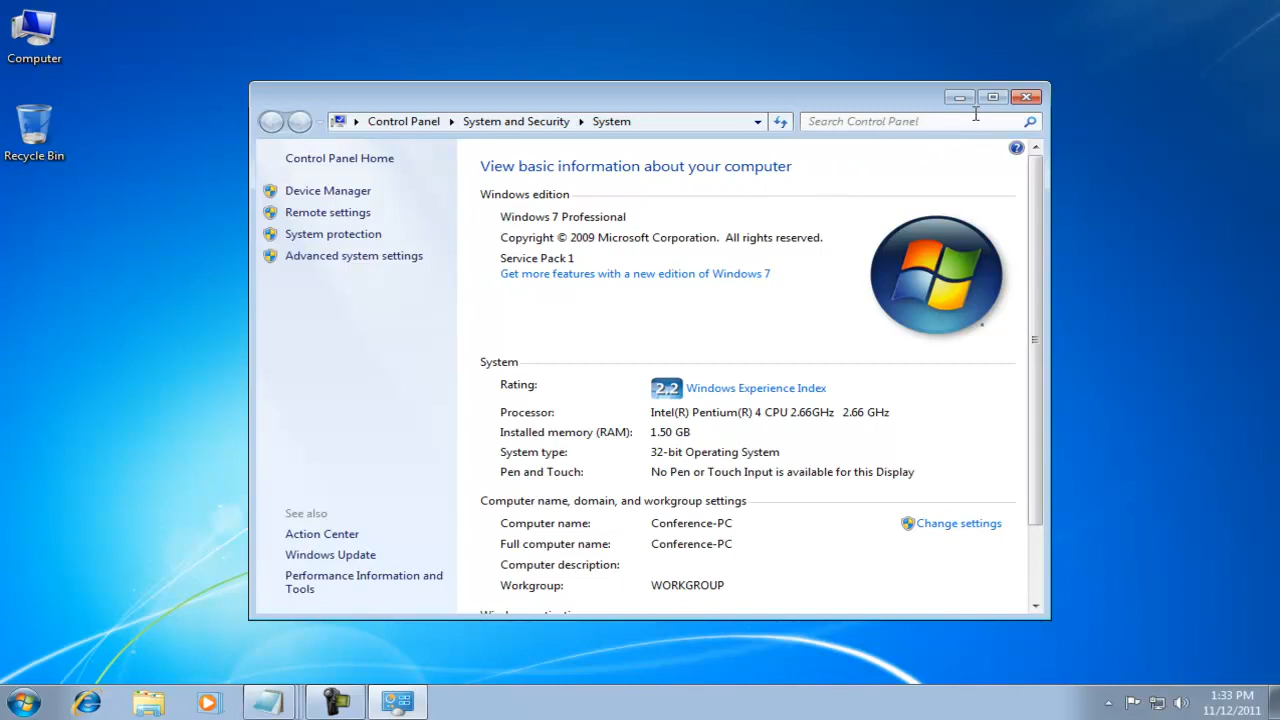 Computer
Recycle Bin
Control Panel System and Security System
Search Control Panel
Control Panel Home
Device Manager
Remote settings
System protection
Advanced system settings
See also
Action Center
Windows Update
Performance Information and
Tools
View basic information about your computer
Windows edition
Windows 7 Professional
Copyright © 2009 Microsoft Corporation. All rights reserved.
Service Pack 1
Get more features with a new edition of Windows 7
System
Rating: 2.2 Windows Experience Index
Processor: Intel(R) Pentium(R) 4 CPU 2.66GHz 2.66 GHz
Installed memory (RAM): 1.50 GB
System type: 32-bit Operating System
Pen and Touch: No Pen or Touch Input is available for this Display
Computer name, domain, and workgroup settings
Computer name: Conference-PC
Change settings
Full computer name: Conference-PC
Computer description:
Workgroup: WORKGROUP
1:33 PM
11/12/2011